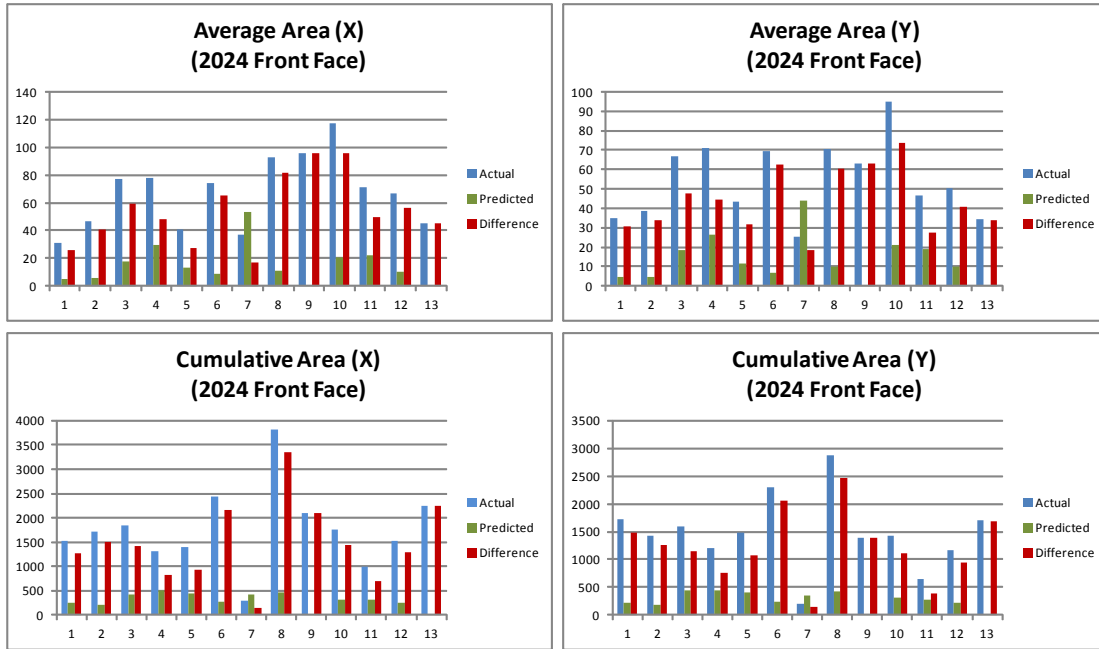 Average Area (X)
(2024 Front Face)
140
120
100
80
60
40
20
0
1 2 3 4 5 6 7 8 9 10 11 12 13
Actual
Predicted
Difference
Average Area (Y)
(2024 Front Face)
100
90
80
70
60
50
40
30
20
10
0
1 2 3 4 5 6 7 8 9 10 11 12 13
Actual
Predicted
Difference
Cumulative Area (X)
(2024 Front Face)
4000
3500
3000
2500
2000
1500
1000
500
0
1 2 3 4 5 6 7 8 9 10 11 12 13
Actual
Predicted
Difference
Cumulative Area (Y)
(2024 Front Face)
3500
3000
2500
2000
1500
1000
500
0
1 2 3 4 5 6 7 8 9 10 11 12 13
Actual
Predicted
Difference